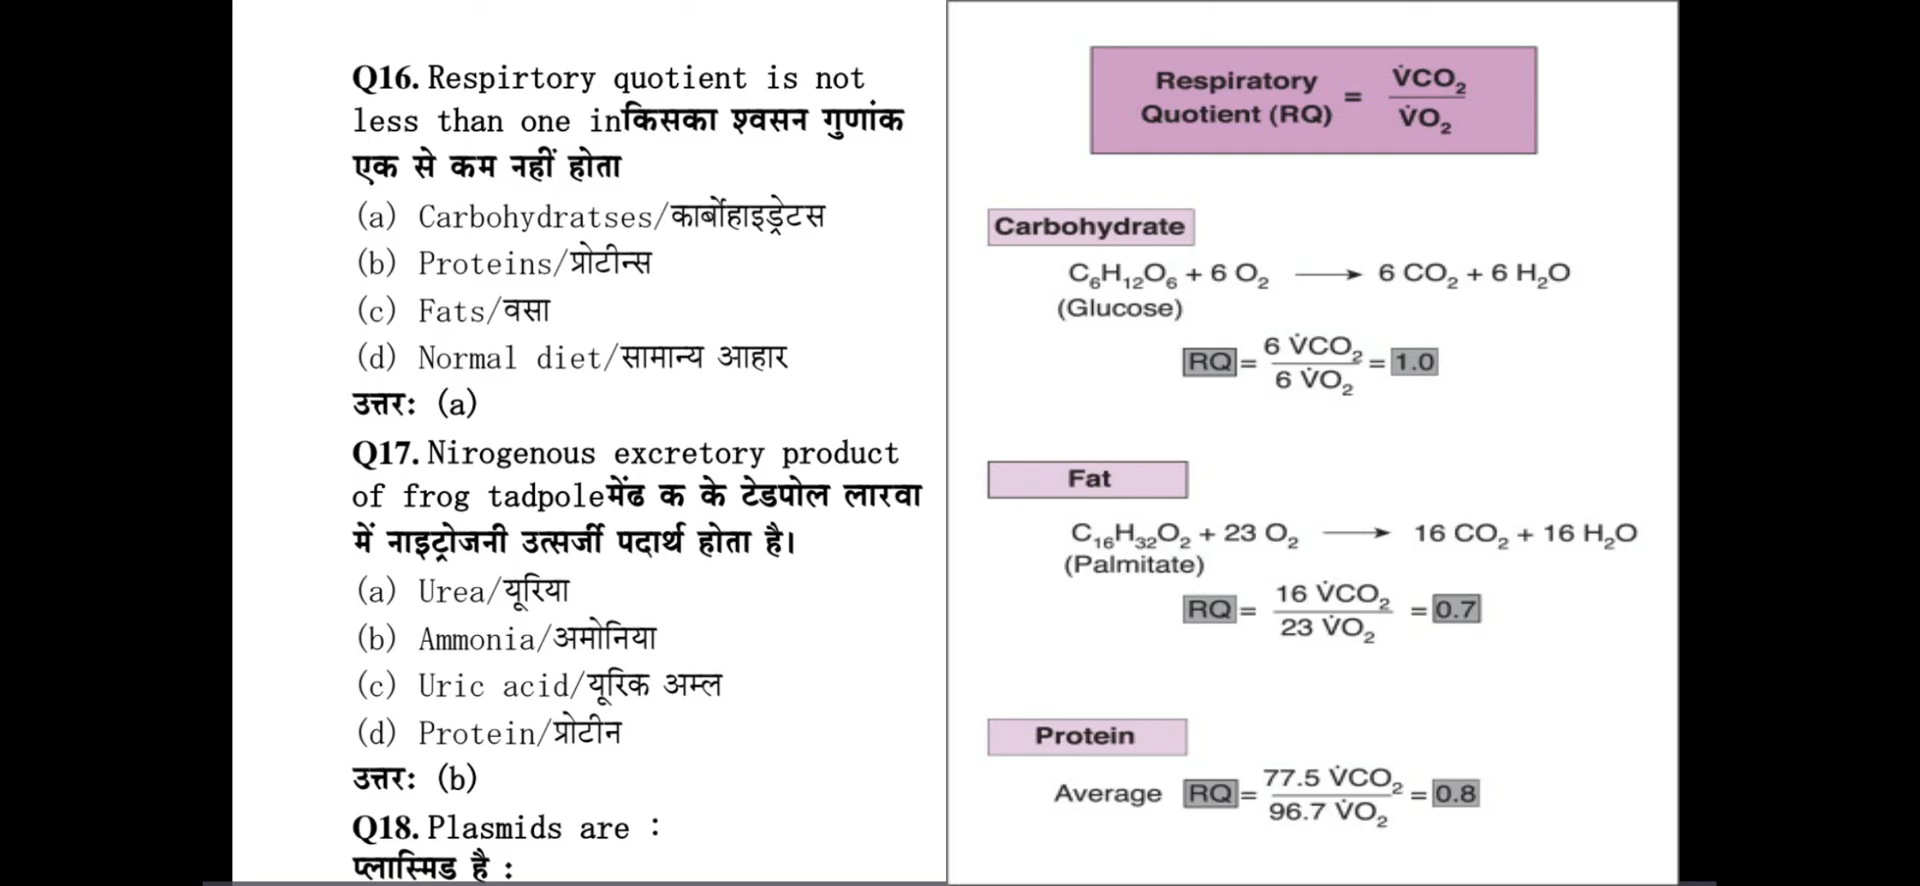 Q16. Respirtory quotient is not
less than one inकिसका श्वसन गुणांक
एक से कम नहीं होता
(a) Carbohydratses/कार्बोहाइड्रेटस
(b) Proteins/प्रोटीन्स
(c) Fats/वसा
(d) Normal diet/सामान्य आहार
उत्तरः (a)
Q17. Nirogenous excretory product
of frog tadpoleमेंढ क के टेडपोल लारवा
में नाइट्रोजनी उत्सर्जी पदार्थ होता है।
(a) Urea/यूरिया
(b) Ammonia/अमोनिया
(c) Uric acid/यूरिक अम्ल
(d) Protein/प्रोटीन
उत्तरः (b)
Q18. Plasmids are :
प्लास्मिड है :
Respiratory Quotient (RQ) = V̇CO₂ / V̇O₂
Carbohydrate
C₆H₁₂O₆ + 6 O₂ ⟶ 6 CO₂ + 6 H₂O
(Glucose)
RQ = 6 V̇CO₂ / 6 V̇O₂ = 1.0
Fat
C₁₆H₃₂O₂ + 23 O₂ ⟶ 16 CO₂ + 16 H₂O
(Palmitate)
RQ = 16 V̇CO₂ / 23 V̇O₂ = 0.7
Protein
Average RQ = 77.5 V̇CO₂ / 96.7 V̇O₂ = 0.8